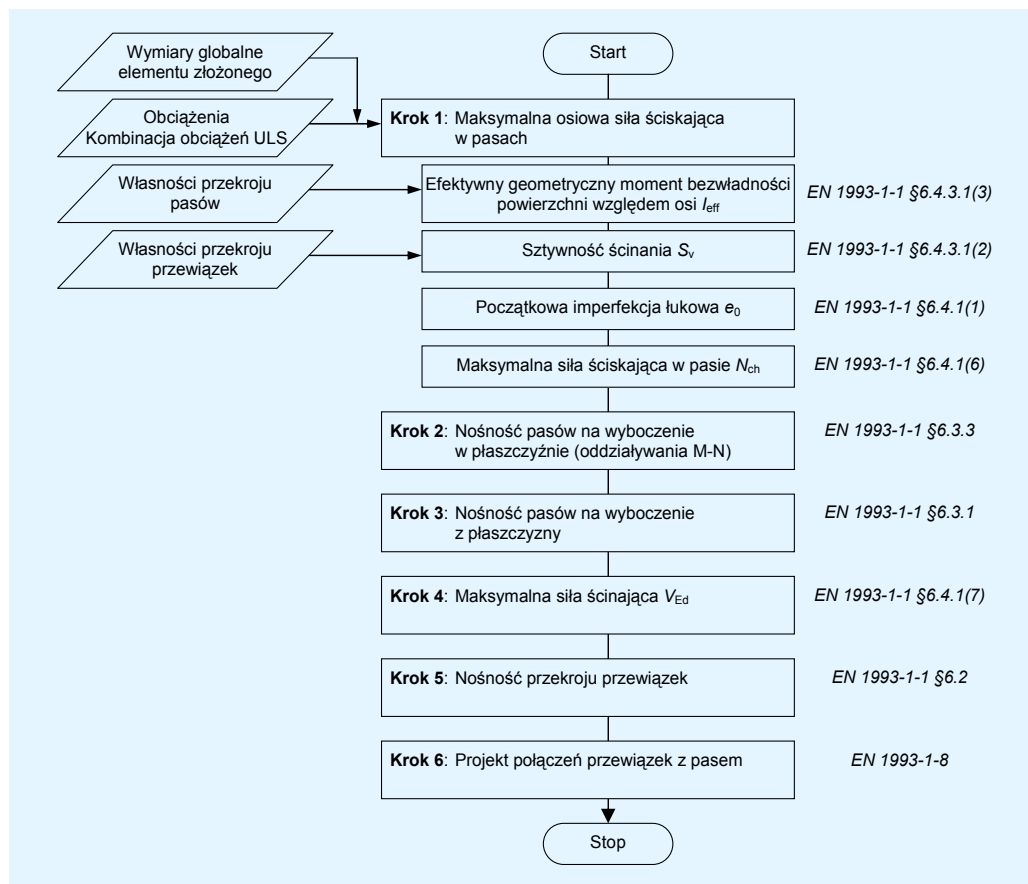 Wymiary globalne
elementu złożonego
Start
Obciążenia
Kombinacja obciążeń ULS
Krok 1: Maksymalna osiowa siła ściskająca
w pasach
Własności przekroju
pasów
Efektywny geometryczny moment bezwładności
powierzchni względem osi Ieff
EN 1993-1-1 §6.4.3.1(3)
Własności przekroju
przewiązek
Sztywność ścinania Sv
EN 1993-1-1 §6.4.3.1(2)
Początkowa imperfekcja łukowa e0
EN 1993-1-1 §6.4.1(1)
Maksymalna siła ściskająca w pasie Nch
EN 1993-1-1 §6.4.1(6)
Krok 2: Nośność pasów na wyboczenie
w płaszczyźnie (oddziaływania M-N)
EN 1993-1-1 §6.3.3
Krok 3: Nośność pasów na wyboczenie
z płaszczyzny
EN 1993-1-1 §6.3.1
Krok 4: Maksymalna siła ścinająca VEd
EN 1993-1-1 §6.4.1(7)
Krok 5: Nośność przekroju przewiązek
EN 1993-1-1 §6.2
Krok 6: Projekt połączeń przewiązek z pasem
EN 1993-1-8
Stop